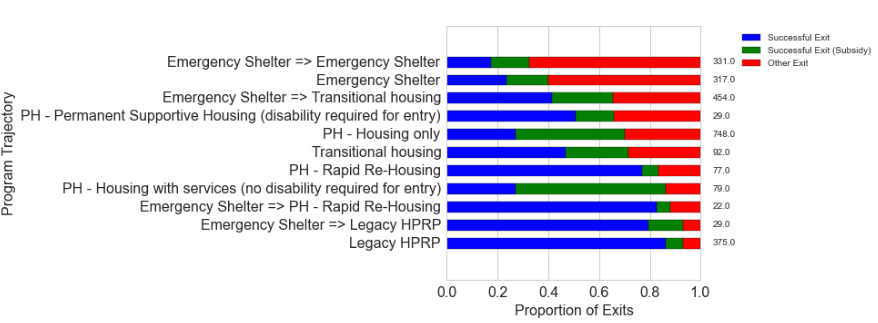 Successful Exit
Successful Exit (Subsidy)
Other Exit
Program Trajectory
Emergency Shelter => Emergency Shelter 331.0
Emergency Shelter 317.0
Emergency Shelter => Transitional housing 454.0
PH - Permanent Supportive Housing (disability required for entry) 29.0
PH - Housing only 748.0
Transitional housing 92.0
PH - Rapid Re-Housing 77.0
PH - Housing with services (no disability required for entry) 79.0
Emergency Shelter => PH - Rapid Re-Housing 22.0
Emergency Shelter => Legacy HPRP 29.0
Legacy HPRP 375.0
0.0 0.2 0.4 0.6 0.8 1.0
Proportion of Exits